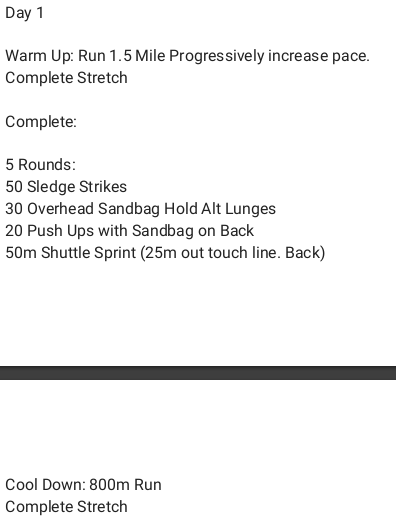 Day 1
Warm Up: Run 1.5 Mile Progressively increase pace.
Complete Stretch
Complete:
5 Rounds:
50 Sledge Strikes
30 Overhead Sandbag Hold Alt Lunges
20 Push Ups with Sandbag on Back
50m Shuttle Sprint (25m out touch line. Back)
Cool Down: 800m Run
Complete Stretch